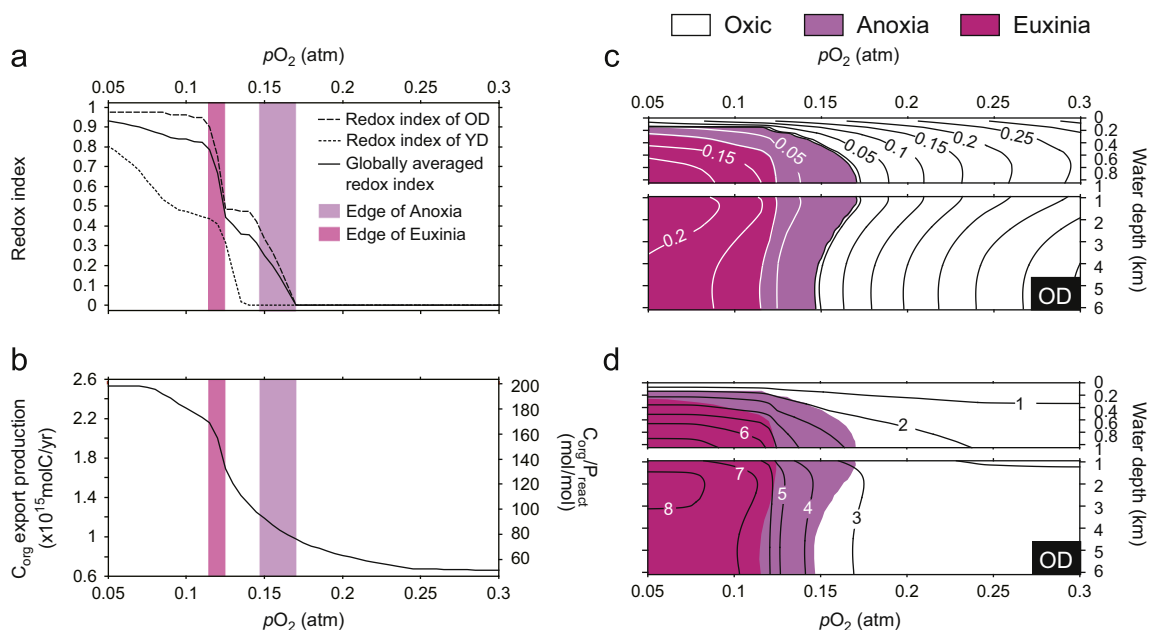 Oxic Anoxia Euxinia
a
pO2 (atm)
0.05 0.1 0.15 0.2 0.25 0.3
Redox index
1
0.9
0.8
0.7
0.6
0.5
0.4
0.3
0.2
0.1
0
Redox index of OD
Redox index of YD
Globally averaged
redox index
Edge of Anoxia
Edge of Euxinia
b
Corg export production
(x10^15molC/yr)
2.6
2.2
1.8
1.4
1
0.6
200
180
160
140
120
100
80
60
Corg/Preact
(mol/mol)
0.05 0.1 0.15 0.2 0.25 0.3
pO2 (atm)
c
pO2 (atm)
0.05 0.1 0.15 0.2 0.25 0.3
0.15 0.05 0.05 0.1 0.15 0.2 0.25
0
0.2
0.4
0.6
0.8
1
0.2
1
2
3
4
5
6
OD
Water depth (km)
d
1
2
6
0
0.2
0.4
0.6
0.8
1
7
8
5
4
3
1
2
3
4
5
6
OD
Water depth (km)
0.05 0.1 0.15 0.2 0.25 0.3
pO2 (atm)